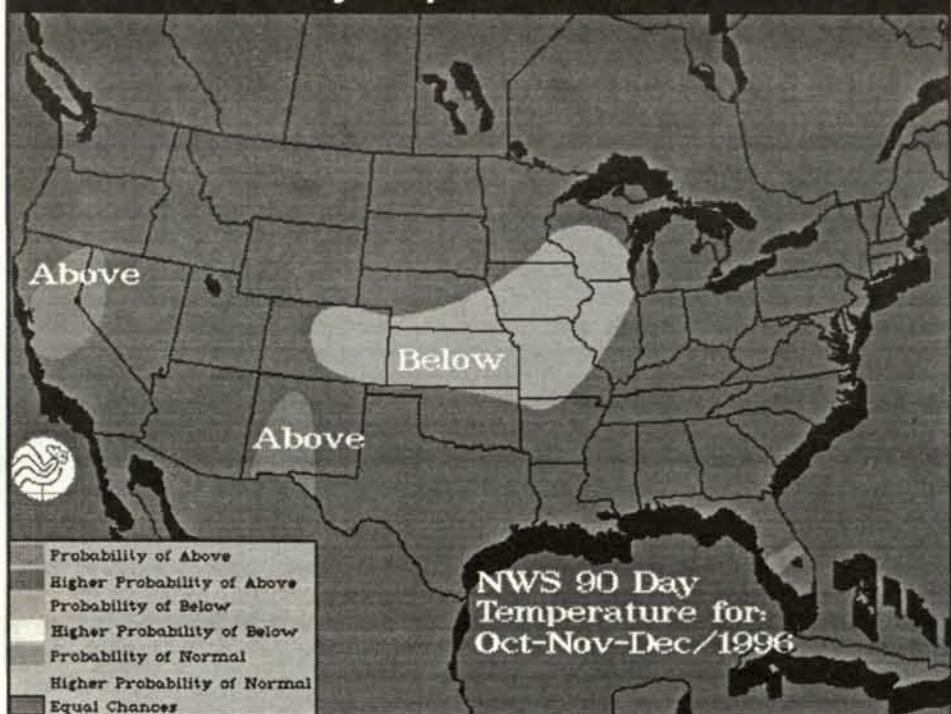 Above
Below
Above
Probability of Above
Higher Probability of Above
Probability of Below
Higher Probability of Below
Probability of Normal
Higher Probability of Normal
Equal Chances
NWS 90 Day
Temperature for:
Oct-Nov-Dec/1996